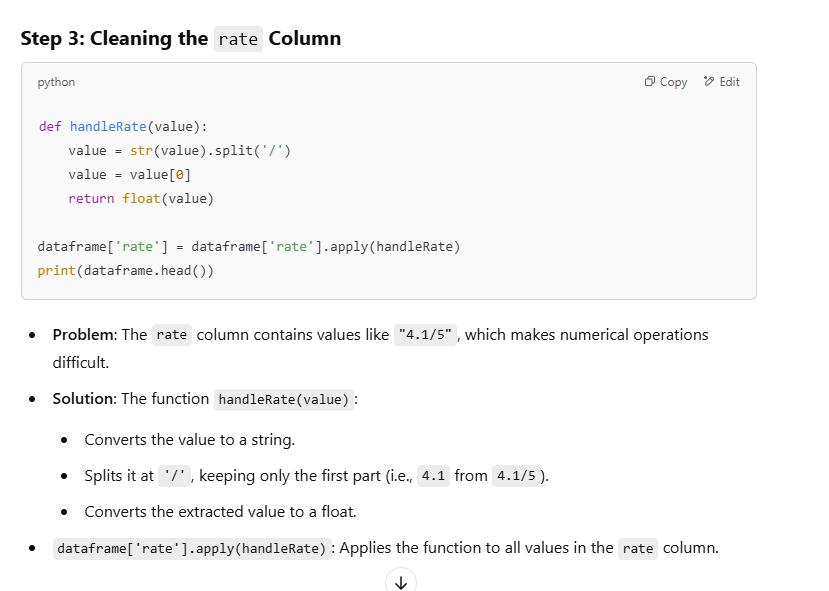 Step 3: Cleaning the rate Column
python
Copy
Edit
def handleRate(value):
    value = str(value).split('/')
    value = value[0]
    return float(value)
dataframe['rate'] = dataframe['rate'].apply(handleRate)
print(dataframe.head())
• Problem: The rate column contains values like "4.1/5", which makes numerical operations
difficult.
• Solution: The function handleRate(value):
• Converts the value to a string.
• Splits it at '/', keeping only the first part (i.e., 4.1 from 4.1/5).
• Converts the extracted value to a float.
• dataframe['rate'].apply(handleRate): Applies the function to all values in the rate column.